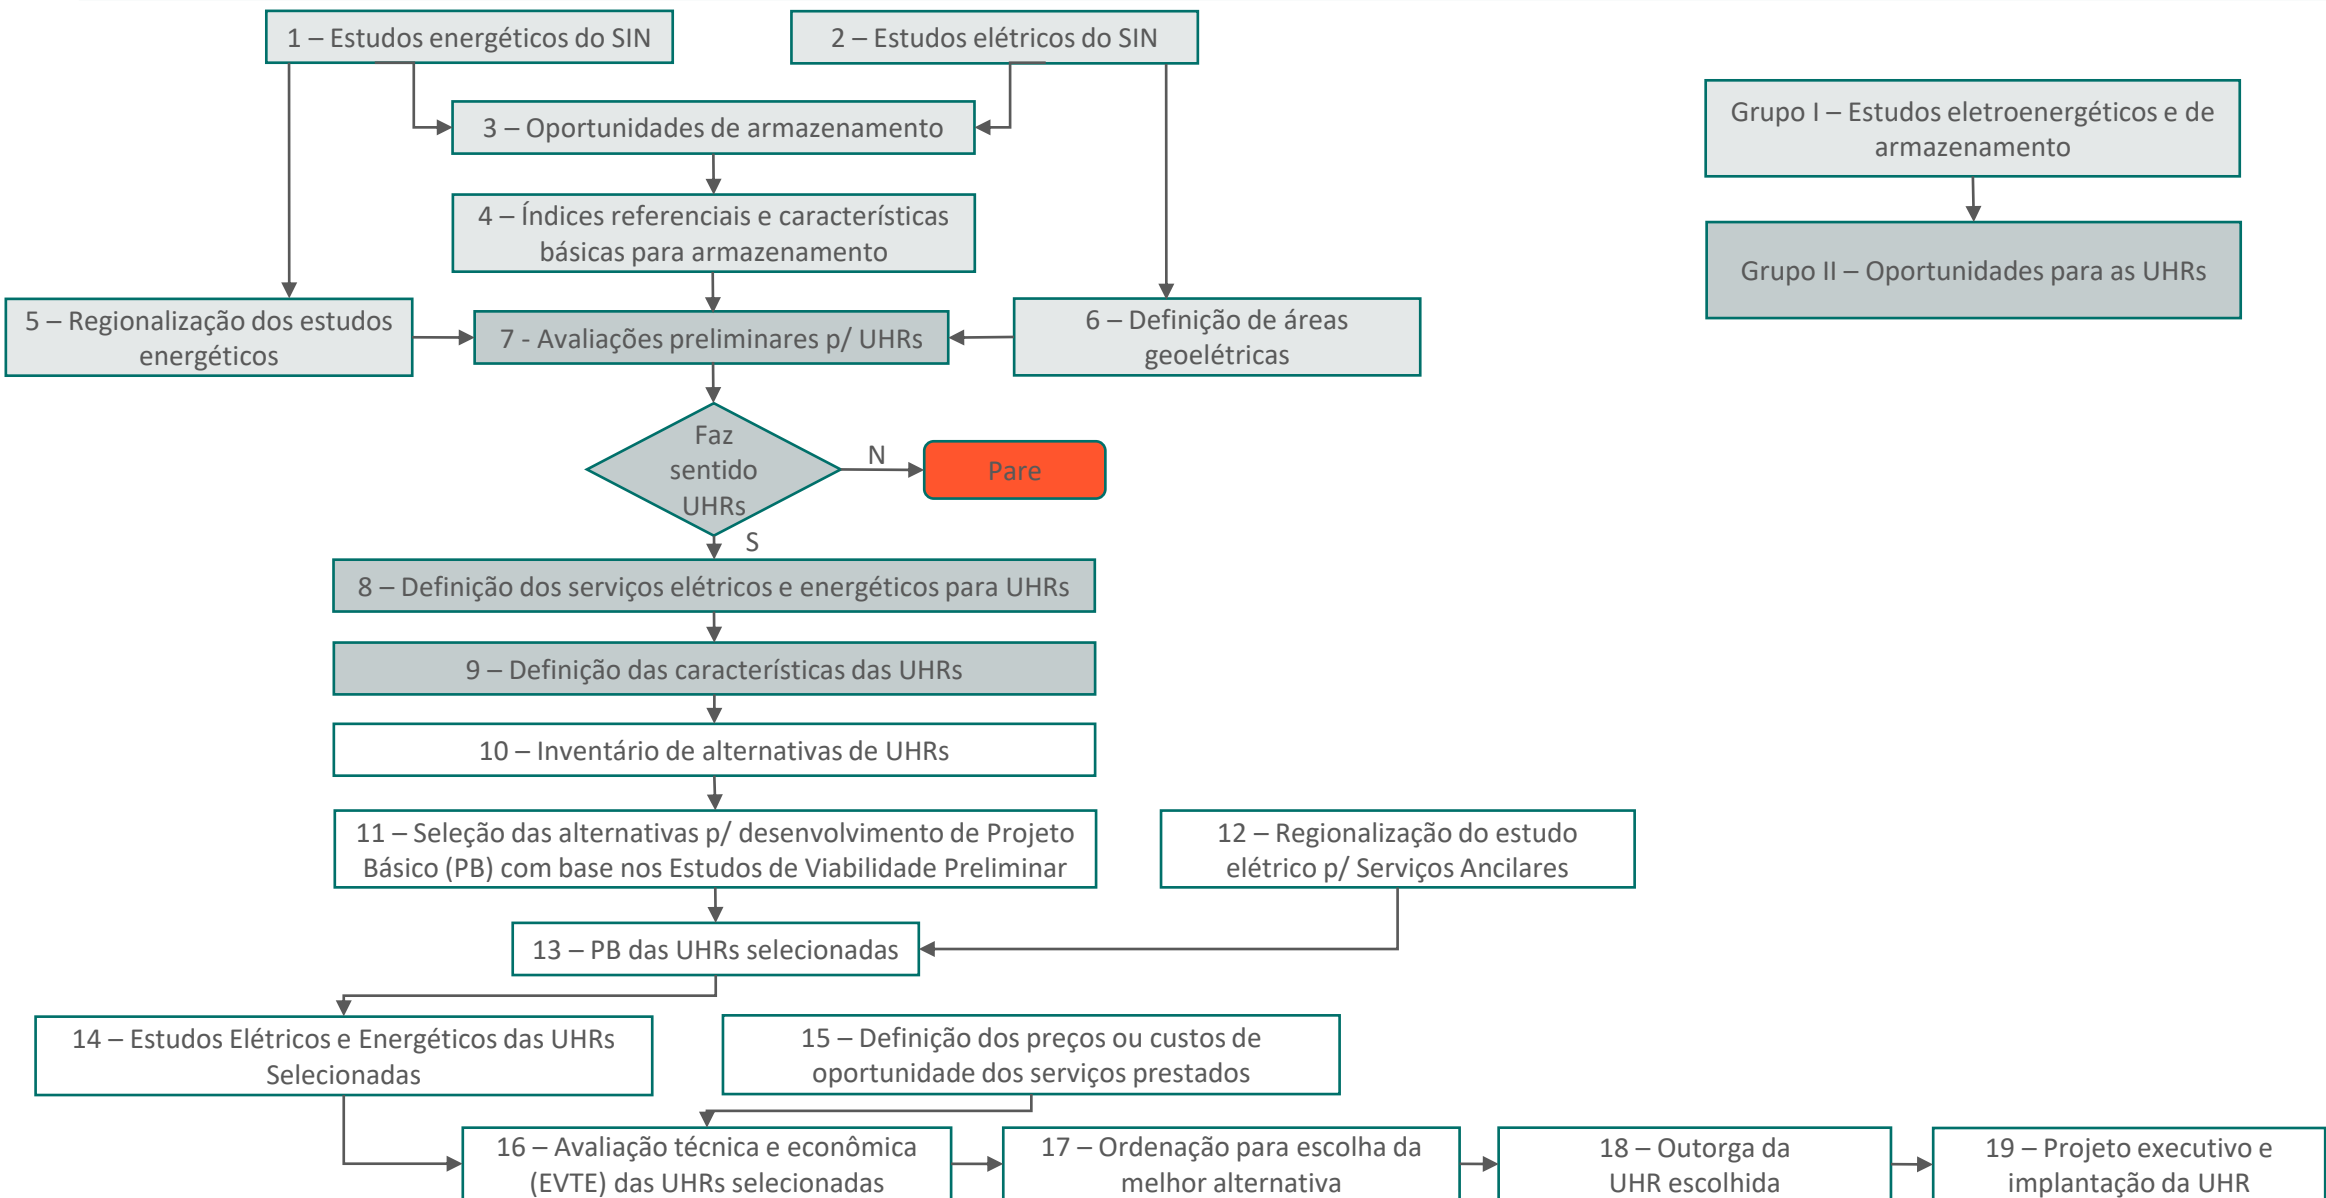 1 – Estudos energéticos do SIN
2 – Estudos elétricos do SIN
3 – Oportunidades de armazenamento
Grupo I – Estudos eletroenergéticos e de
armazenamento
4 – Índices referenciais e características
básicas para armazenamento
Grupo II – Oportunidades para as UHRs
5 – Regionalização dos estudos
energéticos
7 - Avaliações preliminares p/ UHRs
6 – Definição de áreas
geoelétricas
Faz
sentido
UHRs
N
Pare
S
8 – Definição dos serviços elétricos e energéticos para UHRs
9 – Definição das características das UHRs
10 – Inventário de alternativas de UHRs
11 – Seleção das alternativas p/ desenvolvimento de Projeto
Básico (PB) com base nos Estudos de Viabilidade Preliminar
12 – Regionalização do estudo
elétrico p/ Serviços Ancilares
13 – PB das UHRs selecionadas
14 – Estudos Elétricos e Energéticos das UHRs
Selecionadas
15 – Definição dos preços ou custos de
oportunidade dos serviços prestados
16 – Avaliação técnica e econômica
(EVTE) das UHRs selecionadas
17 – Ordenação para escolha da
melhor alternativa
18 – Outorga da
UHR escolhida
19 – Projeto executivo e
implantação da UHR